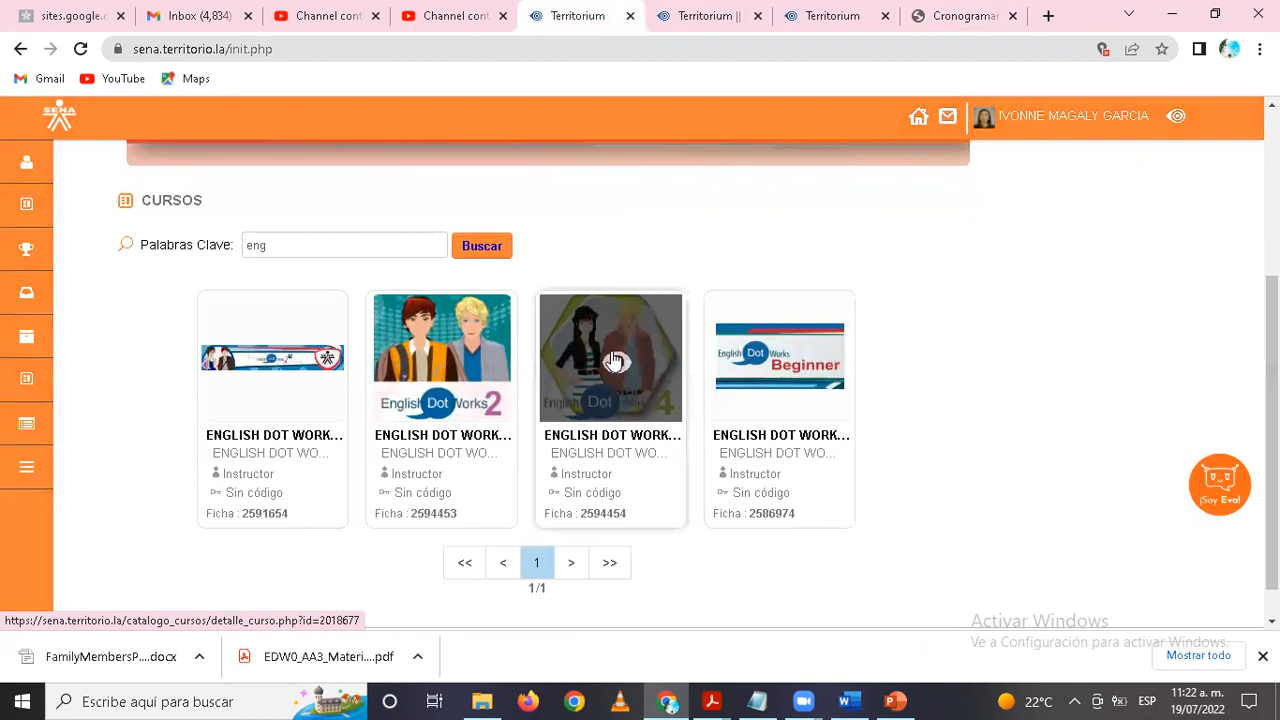 sites.google.c
Inbox (4,834)
Channel cont
Channel cont
Territorium
Territorium ||
Territorium
Cronograma
sena.territorio.la/init.php
Gmail
YouTube
Maps
SENA
IVONNE MAGALY GARCIA
CURSOS
Palabras Clave:
eng
Buscar
English Dot Works 2
English Dot 4
English Dot Works Beginner
ENGLISH DOT WORK...
ENGLISH DOT WORK...
ENGLISH DOT WORK...
ENGLISH DOT WORK...
ENGLISH DOT WO...
ENGLISH DOT WO...
ENGLISH DOT WO...
ENGLISH DOT WO...
Instructor
Instructor
Instructor
Instructor
Sin código
Sin código
Sin código
Sin código
Ficha : 2591654
Ficha : 2594453
Ficha : 2594454
Ficha : 2586974
¡Soy Eva!
<< < 1 > >>
1/1
https://sena.territorio.la/catalogo_cursos/detalle_curso.php?id=2018677
Activar Windows
Ve a Configuración para activar Windows.
FamilyMembersP....docx
EDW0_AA3_Materi....pdf
Mostrar todo
Escribe aquí para buscar
22°C
ESP
11:22 a. m.
19/07/2022